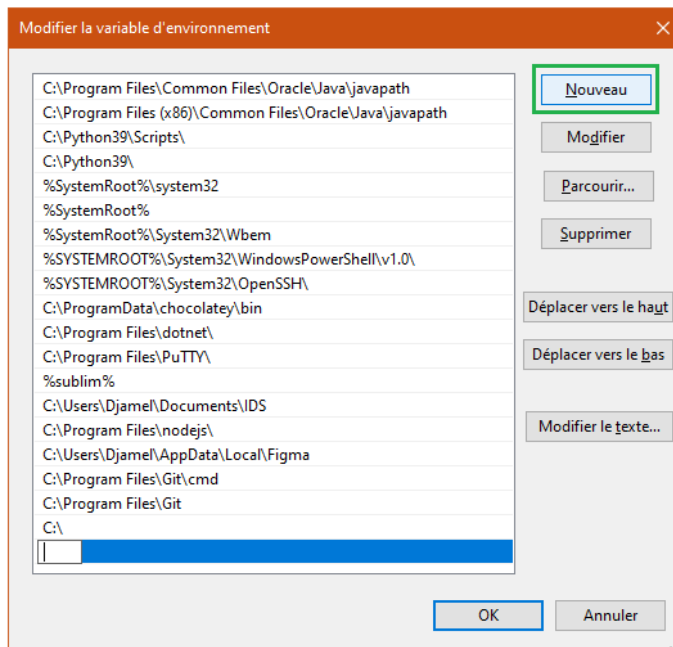 Modifier la variable d'environnement
C:\Program Files\Common Files\Oracle\Java\javapath
C:\Program Files (x86)\Common Files\Oracle\Java\javapath
C:\Python39\Scripts\
C:\Python39\
%SystemRoot%\system32
%SystemRoot%
%SystemRoot%\System32\Wbem
%SYSTEMROOT%\System32\WindowsPowerShell\v1.0\
%SYSTEMROOT%\System32\OpenSSH\
C:\ProgramData\chocolatey\bin
C:\Program Files\dotnet\
C:\Program Files\PuTTY\
%sublim%
C:\Users\Djamel\Documents\IDS
C:\Program Files\nodejs\
C:\Users\Djamel\AppData\Local\Figma
C:\Program Files\Git\cmd
C:\Program Files\Git
C:\
Nouveau
Modifier
Parcourir...
Supprimer
Déplacer vers le haut
Déplacer vers le bas
Modifier le texte...
OK
Annuler